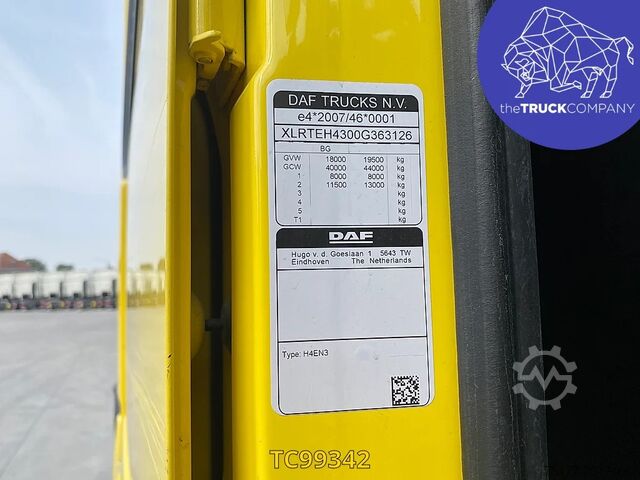 DAF TRUCKS N.V.
e4*2007/46*0001
XLRTEH4300G363126
BG
GVW 18000 19500 kg
GCW 40000 44000 kg
1 8000 8000 kg
2 11500 13000 kg
3 kg
4 kg
5 kg
T1 kg
DAF
Hugo v. d. Goeslaan 1 5643 TW
Eindhoven The Netherlands
Type: H4EN3
TC99342
theTRUCKCOMPANY